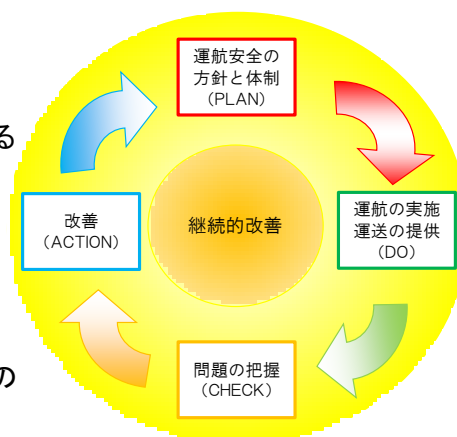 運航安全の
方針と体制
(PLAN)
る
改善
(ACTION)
継続的改善
運航の実施
運送の提供
(DO)
問題の把握
(CHECK)
の